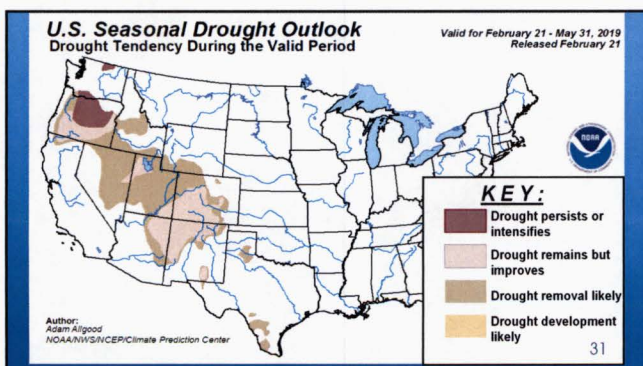 U.S. Seasonal Drought Outlook
Drought Tendency During the Valid Period
Valid for February 21 - May 31, 2019
Released February 21
NOAA
KEY:
Drought persists or
intensifies
Drought remains but
improves
Drought removal likely
Drought development
likely
Author:
Adam Allgood
NOAA/NWS/NCEP/Climate Prediction Center
31